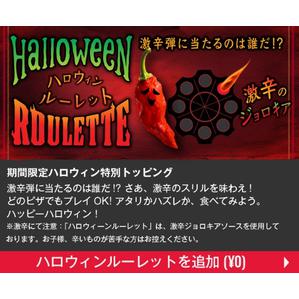 激辛弾に当たるのは誰だ!?
Halloween
ハロウィン
ルーレット
ROULETTE
激辛の
ジョロキア
期間限定ハロウィン特別トッピング
激辛弾に当たるのは誰だ!? さあ、激辛のスリルを味わえ!
どのピザでもプレイOK! アタリかハズレか、食べてみよう。
ハッピーハロウィン!
※激辛にて注意:「ハロウィーンルーレット」は、激辛ジョロキアソースを使用して
おります。お子様、辛いものが苦手な方はお控えください。
ハロウィンルーレットを追加 (¥0)